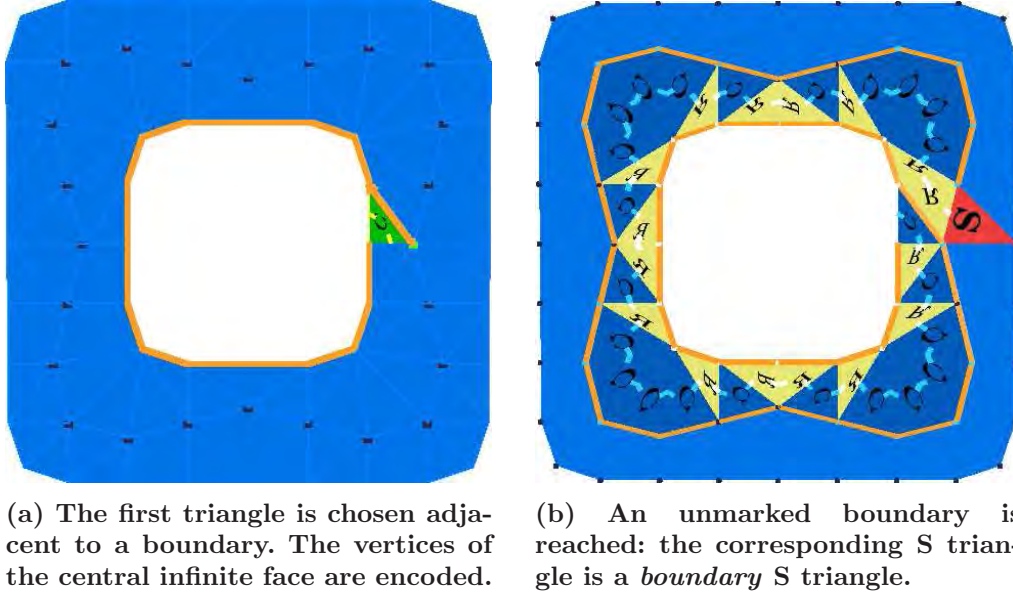 C
S
(a) The first triangle is chosen adja-
cent to a boundary. The vertices of
the central infinite face are encoded.
(b) An unmarked boundary is
reached: the corresponding S trian-
gle is a boundary S triangle.